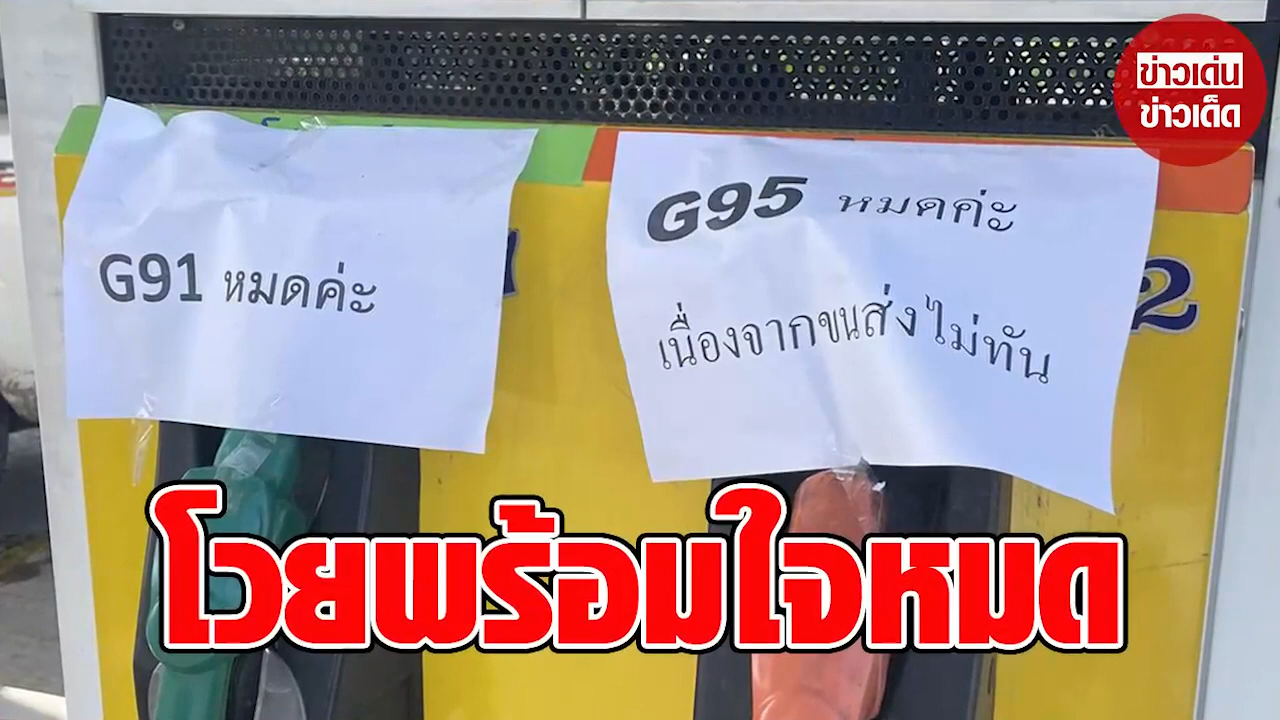 ข่าวเด่น
ข่าวเด็ด
G91 หมดค่ะ
G95 หมดค่ะ
เนื่องจากขนส่งไม่ทัน
2
โวยพร้อมใจหมด